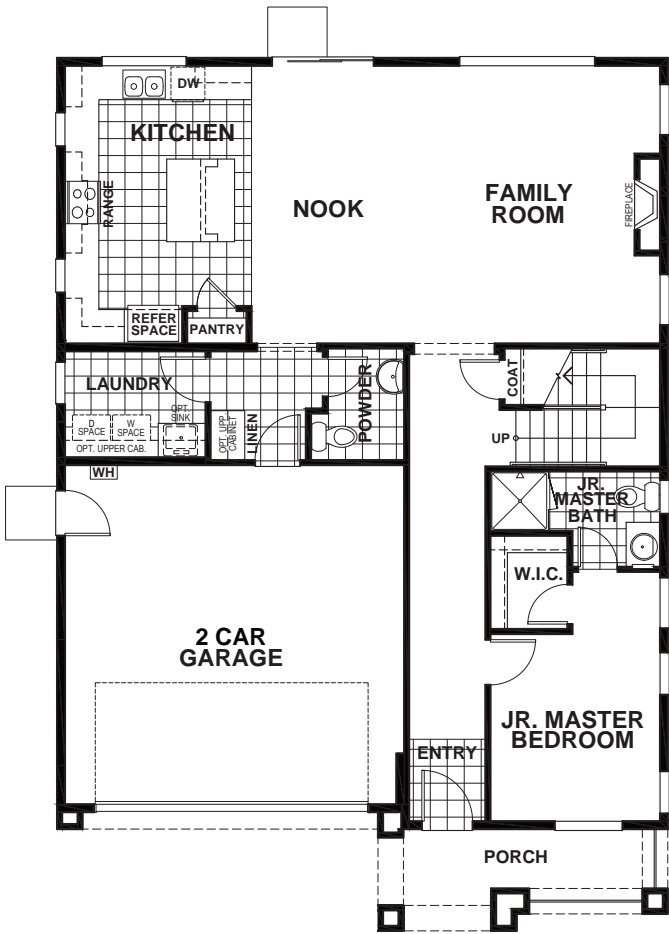 DW
KITCHEN
RANGE
NOOK
FAMILY
ROOM
FIREPLACE
REFER
SPACE
PANTRY
LAUNDRY
D
SPACE
W
SPACE
OPT.
SINK
OPT. UPPER CAB.
OPT. UPP.
CABINET
LINEN
POWDER
COAT
UP
WH
JR.
MASTER
BATH
W.I.C.
2 CAR
GARAGE
JR. MASTER
BEDROOM
ENTRY
PORCH